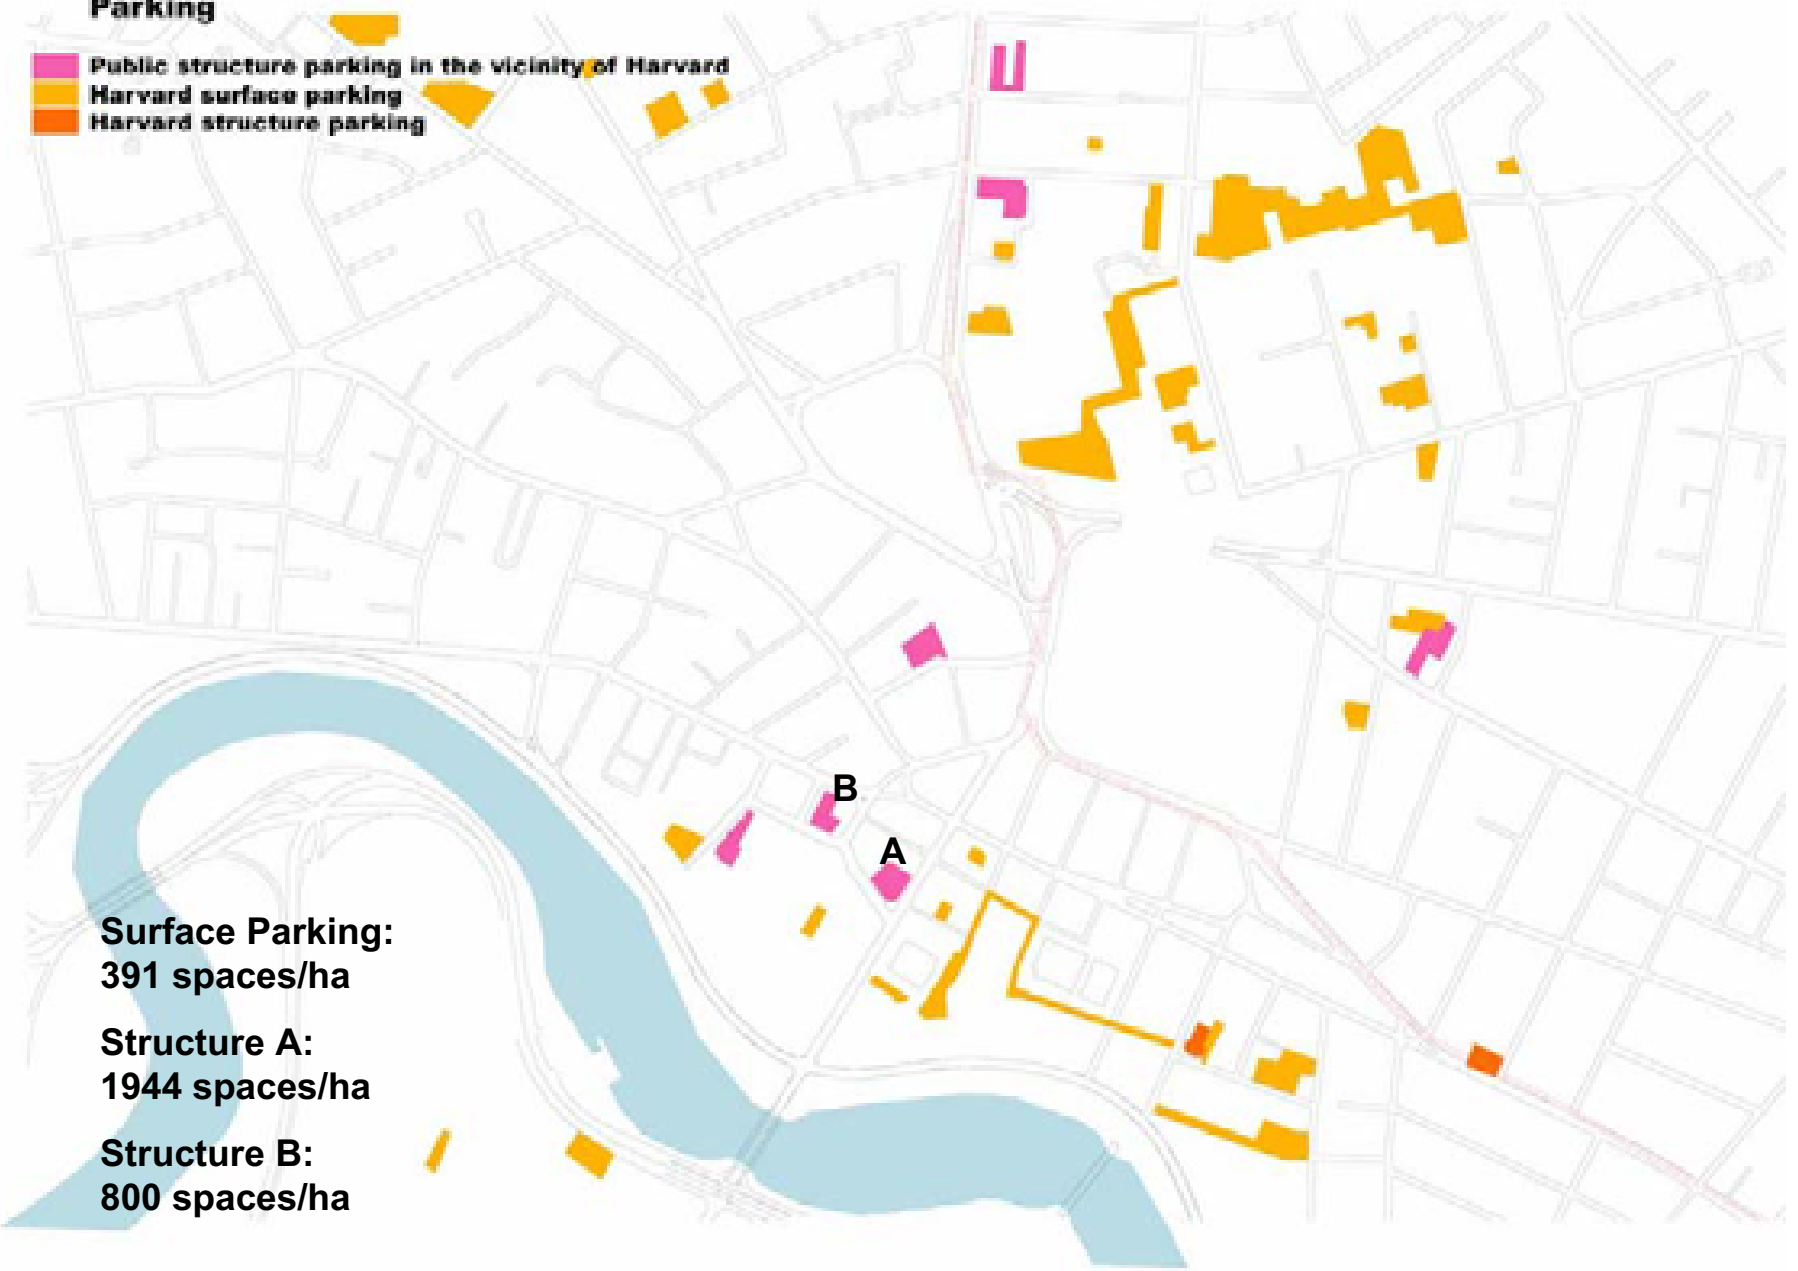 Parking
Public structure parking in the vicinity of Harvard
Harvard surface parking
Harvard structure parking
B
A
Surface Parking:
391 spaces/ha
Structure A:
1944 spaces/ha
Structure B:
800 spaces/ha